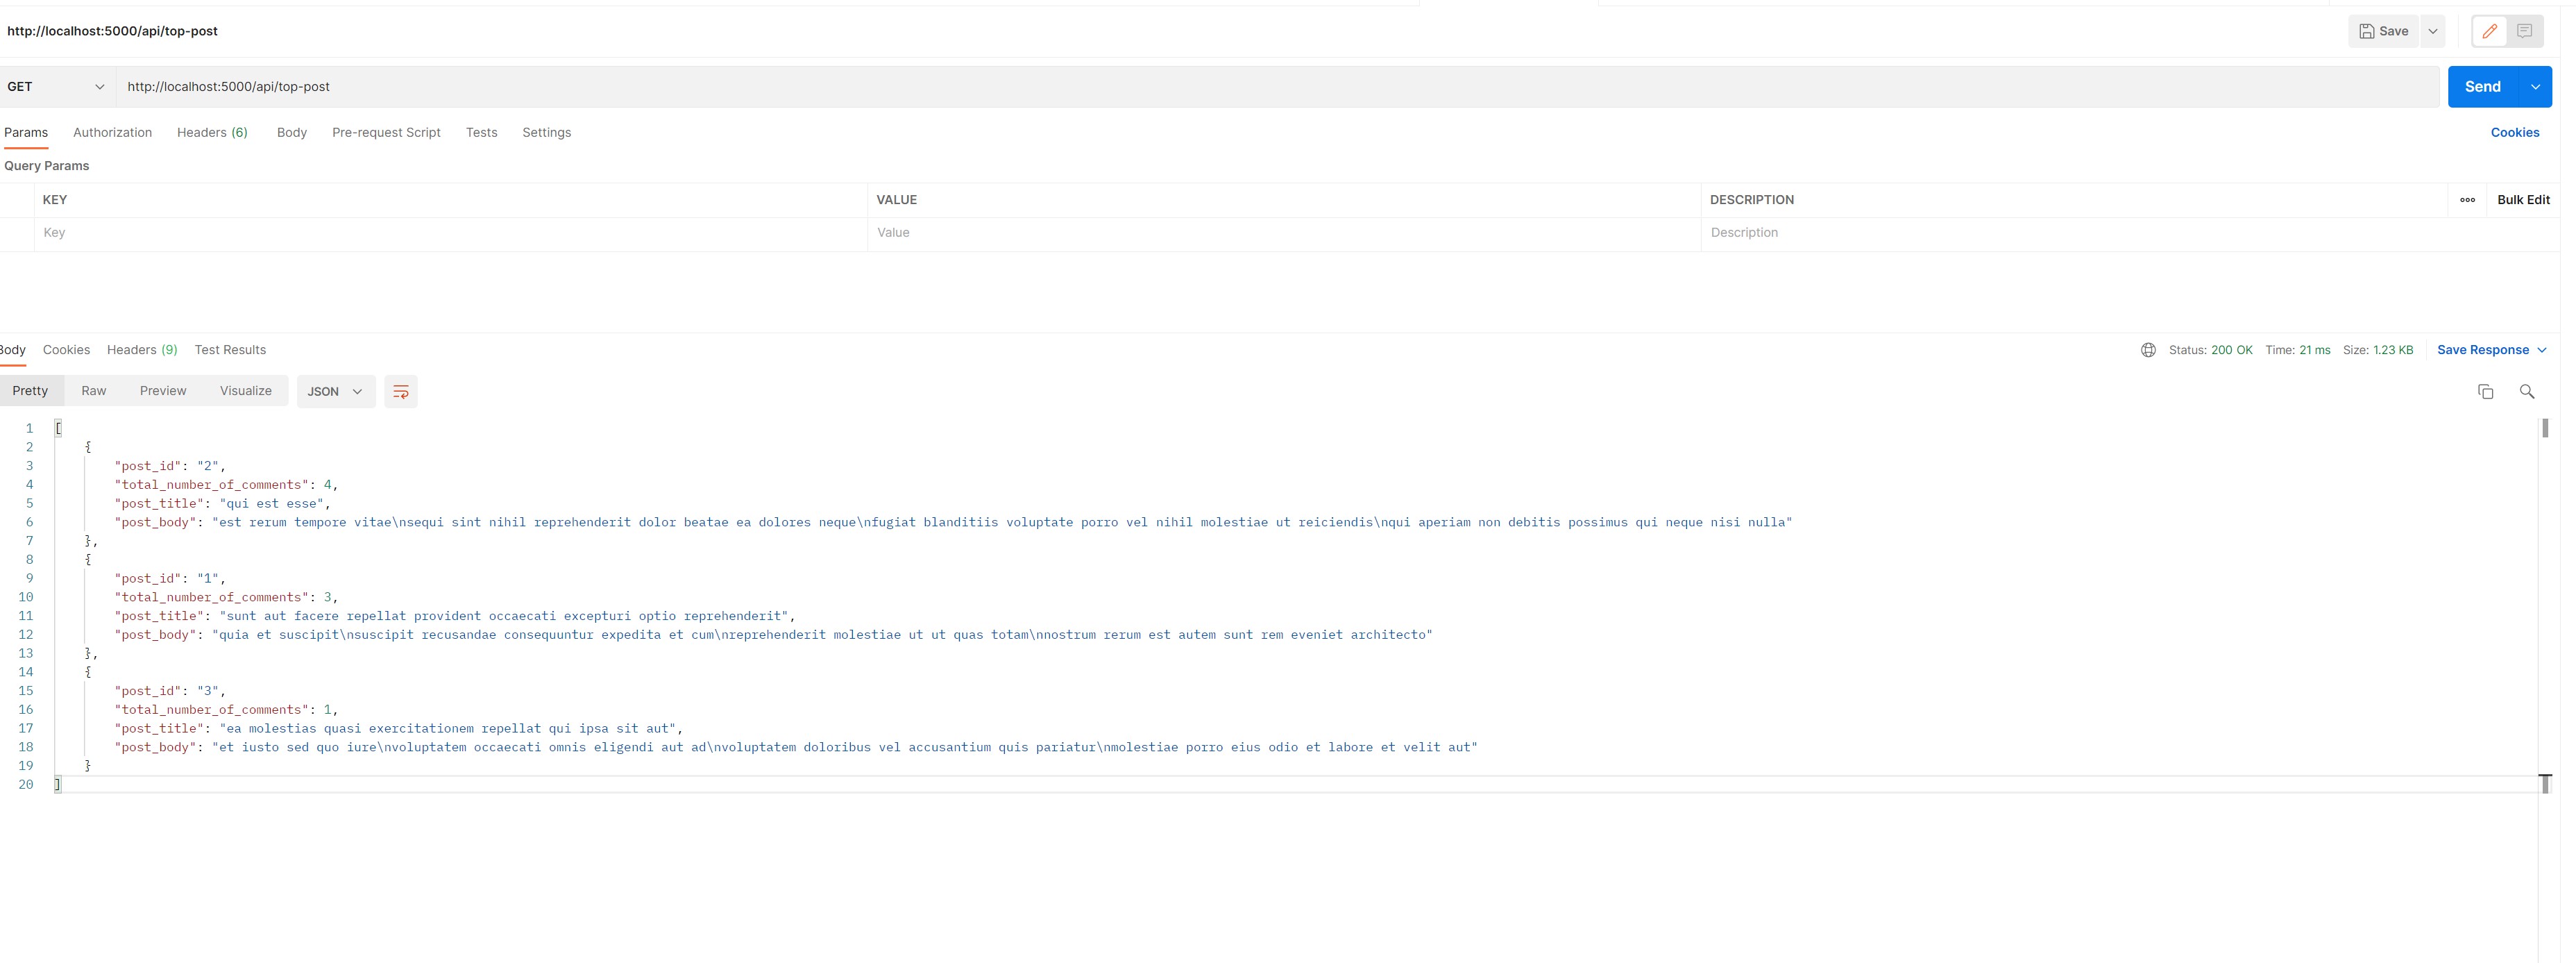 http://localhost:5000/api/top-post
Save
GET http://localhost:5000/api/top-post Send
Params Authorization Headers (6) Body Pre-request Script Tests Settings Cookies
Query Params
KEY VALUE DESCRIPTION ooo Bulk Edit
Key Value Description
Body Cookies Headers (9) Test Results Status: 200 OK Time: 21 ms Size: 1.23 KB Save Response
Pretty Raw Preview Visualize JSON
1 [
2 {
3 "post_id": "2",
4 "total_number_of_comments": 4,
5 "post_title": "qui est esse",
6 "post_body": "est rerum tempore vitae\nsequi sint nihil reprehenderit dolor beatae ea dolores neque\nfugiat blanditiis voluptate porro vel nihil molestiae ut reiciendis\nqui aperiam non debitis possimus qui neque nisi nulla"
7 },
8 {
9 "post_id": "1",
10 "total_number_of_comments": 3,
11 "post_title": "sunt aut facere repellat provident occaecati excepturi optio reprehenderit",
12 "post_body": "quia et suscipit\nsuscipit recusandae consequuntur expedita et cum\nreprehenderit molestiae ut ut quas totam\nnostrum rerum est autem sunt rem eveniet architecto"
13 },
14 {
15 "post_id": "3",
16 "total_number_of_comments": 1,
17 "post_title": "ea molestias quasi exercitationem repellat qui ipsa sit aut",
18 "post_body": "et iusto sed quo iure\nvoluptatem occaecati omnis eligendi aut ad\nvoluptatem doloribus vel accusantium quis pariatur\nmolestiae porro eius odio et labore et velit aut"
19 }
20 ]